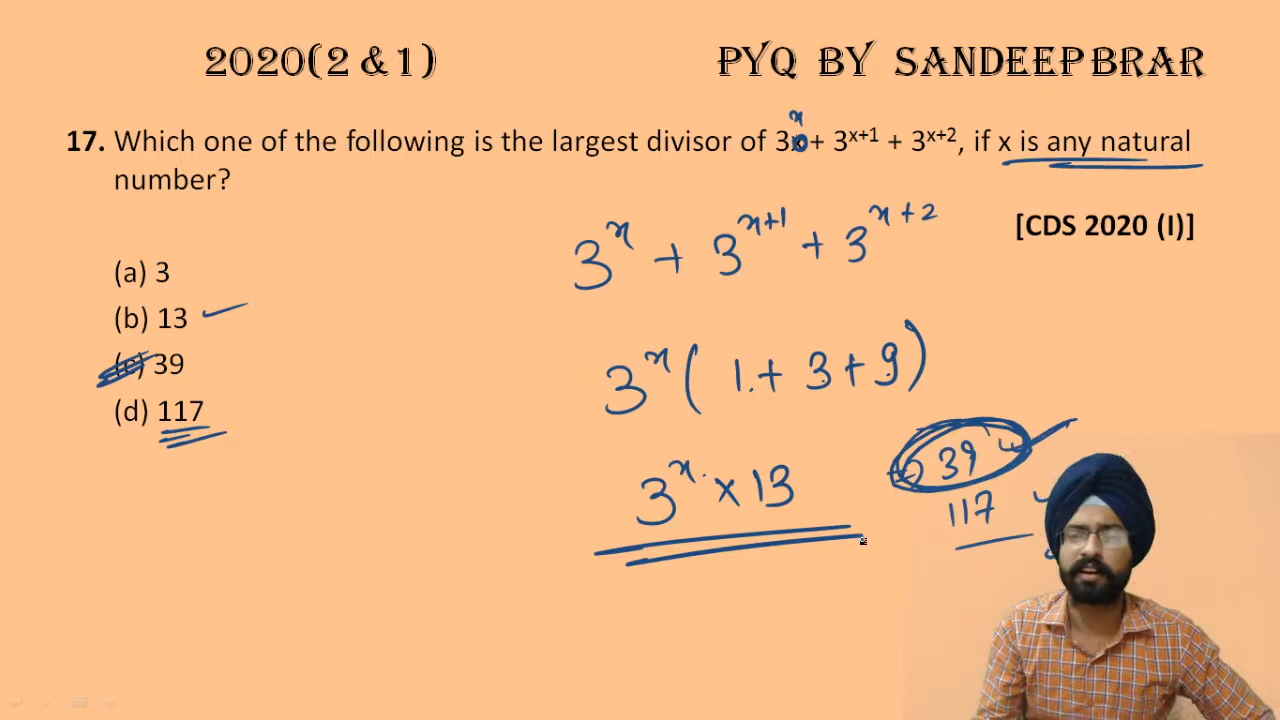 2020(2 & 1)
PYQ BY SANDEEP BRAR
17. Which one of the following is the largest divisor of 3ˣ + 3ˣ⁺¹ + 3ˣ⁺², if x is any natural
number?
[CDS 2020 (I)]
3ˣ + 3ˣ⁺¹ + 3ˣ⁺²
(a) 3
(b) 13
(c) 39
(d) 117
3ˣ( 1 + 3 + 9)
3ˣ × 13
39
117